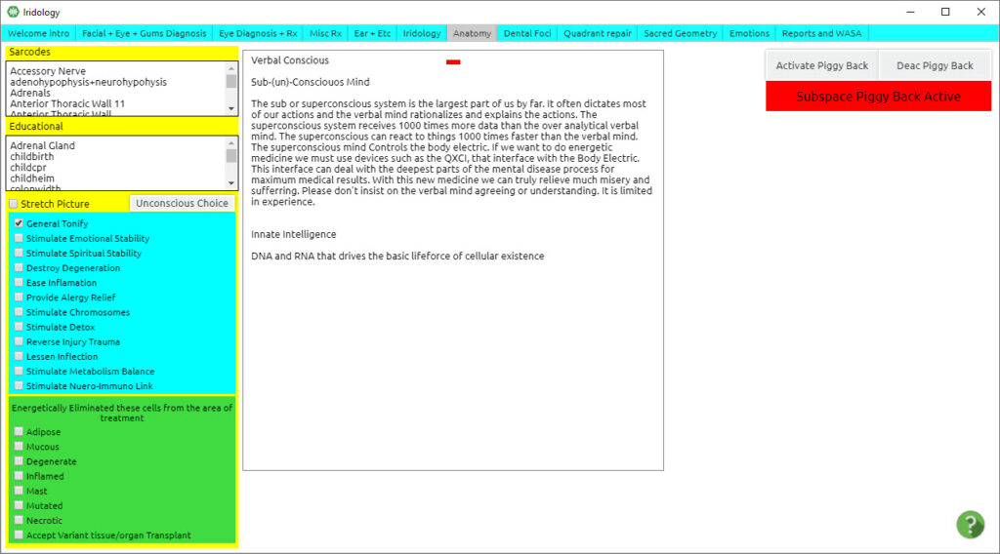 Iridology
Welcome intro
Facial + Eye + Gums Diagnosis
Eye Diagnosis + Rx
Misc Rx
Ear + Etc
Iridology
Anatomy
Dental Foci
Quadrant repair
Sacred Geometry
Emotions
Reports and WASA
Sarcodes
Accessory Nerve
adenohypophysis+neurohypohysis
Adrenals
Anterior Thoracic Wall 11
Anterior Thoracic Wall
Educational
Adrenal Gland
childbirth
childcpr
childheim
colonwidth
Stretch Picture
Unconscious Choice
General Tonify
Stimulate Emotional Stability
Stimulate Spiritual Stability
Destroy Degeneration
Ease Inflamation
Provide Alergy Relief
Stimulate Chromosomes
Stimulate Detox
Reverse Injury Trauma
Lessen Inflection
Stimulate Metabolism Balance
Stimulate Nuero-Immuno Link
Energetically Eliminated these cells from the area of
treatment
Adipose
Mucous
Degenerate
Inflamed
Mast
Mutated
Necrotic
Accept Variant tissue/organ Transplant
Verbal Conscious
Sub-(un)-Consciouos Mind
The sub or superconscious system is the largest part of us by far. It often dictates most
of our actions and the verbal mind rationalizes and explains the actions. The
superconscious system receives 1000 times more data than the over analytical verbal
mind. The superconscious can react to things 1000 times faster than the verbal mind.
The superconscious mind Controls the body electric. If we want to do energetic
medicine we must use devices such as the QXCI, that interface with the Body Electric.
This interface can deal with the deepest parts of the mental disease process for
maximum medical results. With this new medicine we can truly relieve much misery and
sufferring. Please don't insist on the verbal mind agreeing or understanding. It is limited
in experience.
Innate Intelligence
DNA and RNA that drives the basic lifeforce of cellular existence
Activate Piggy Back
Deac Piggy Back
Subspace Piggy Back Active
?